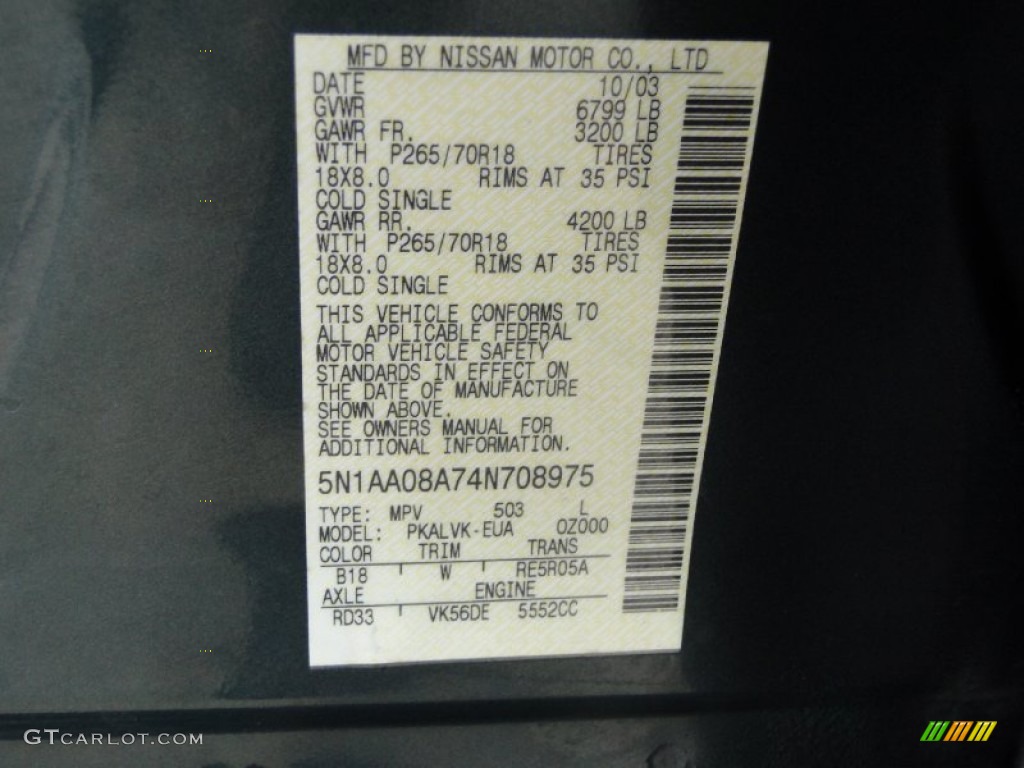 MFD BY NISSAN MOTOR CO., LTD
DATE 10/03
GVWR 6799 LB
GAWR FR. 3200 LB
WITH P265/70R18 TIRES
18X8.0 RIMS AT 35 PSI
COLD SINGLE
GAWR RR. 4200 LB
WITH P265/70R18 TIRES
18X8.0 RIMS AT 35 PSI
COLD SINGLE
THIS VEHICLE CONFORMS TO
ALL APPLICABLE FEDERAL
MOTOR VEHICLE SAFETY
STANDARDS IN EFFECT ON
THE DATE OF MANUFACTURE
SHOWN ABOVE.
SEE OWNERS MANUAL FOR
ADDITIONAL INFORMATION.
5N1AA08A74N708975
TYPE: MPV 503 L
MODEL: PKALVK-EUA 0Z000
COLOR TRIM TRANS
B18 W RE5R05A
AXLE ENGINE
RD33 VK56DE 5552CC
GTCARLOT.COM